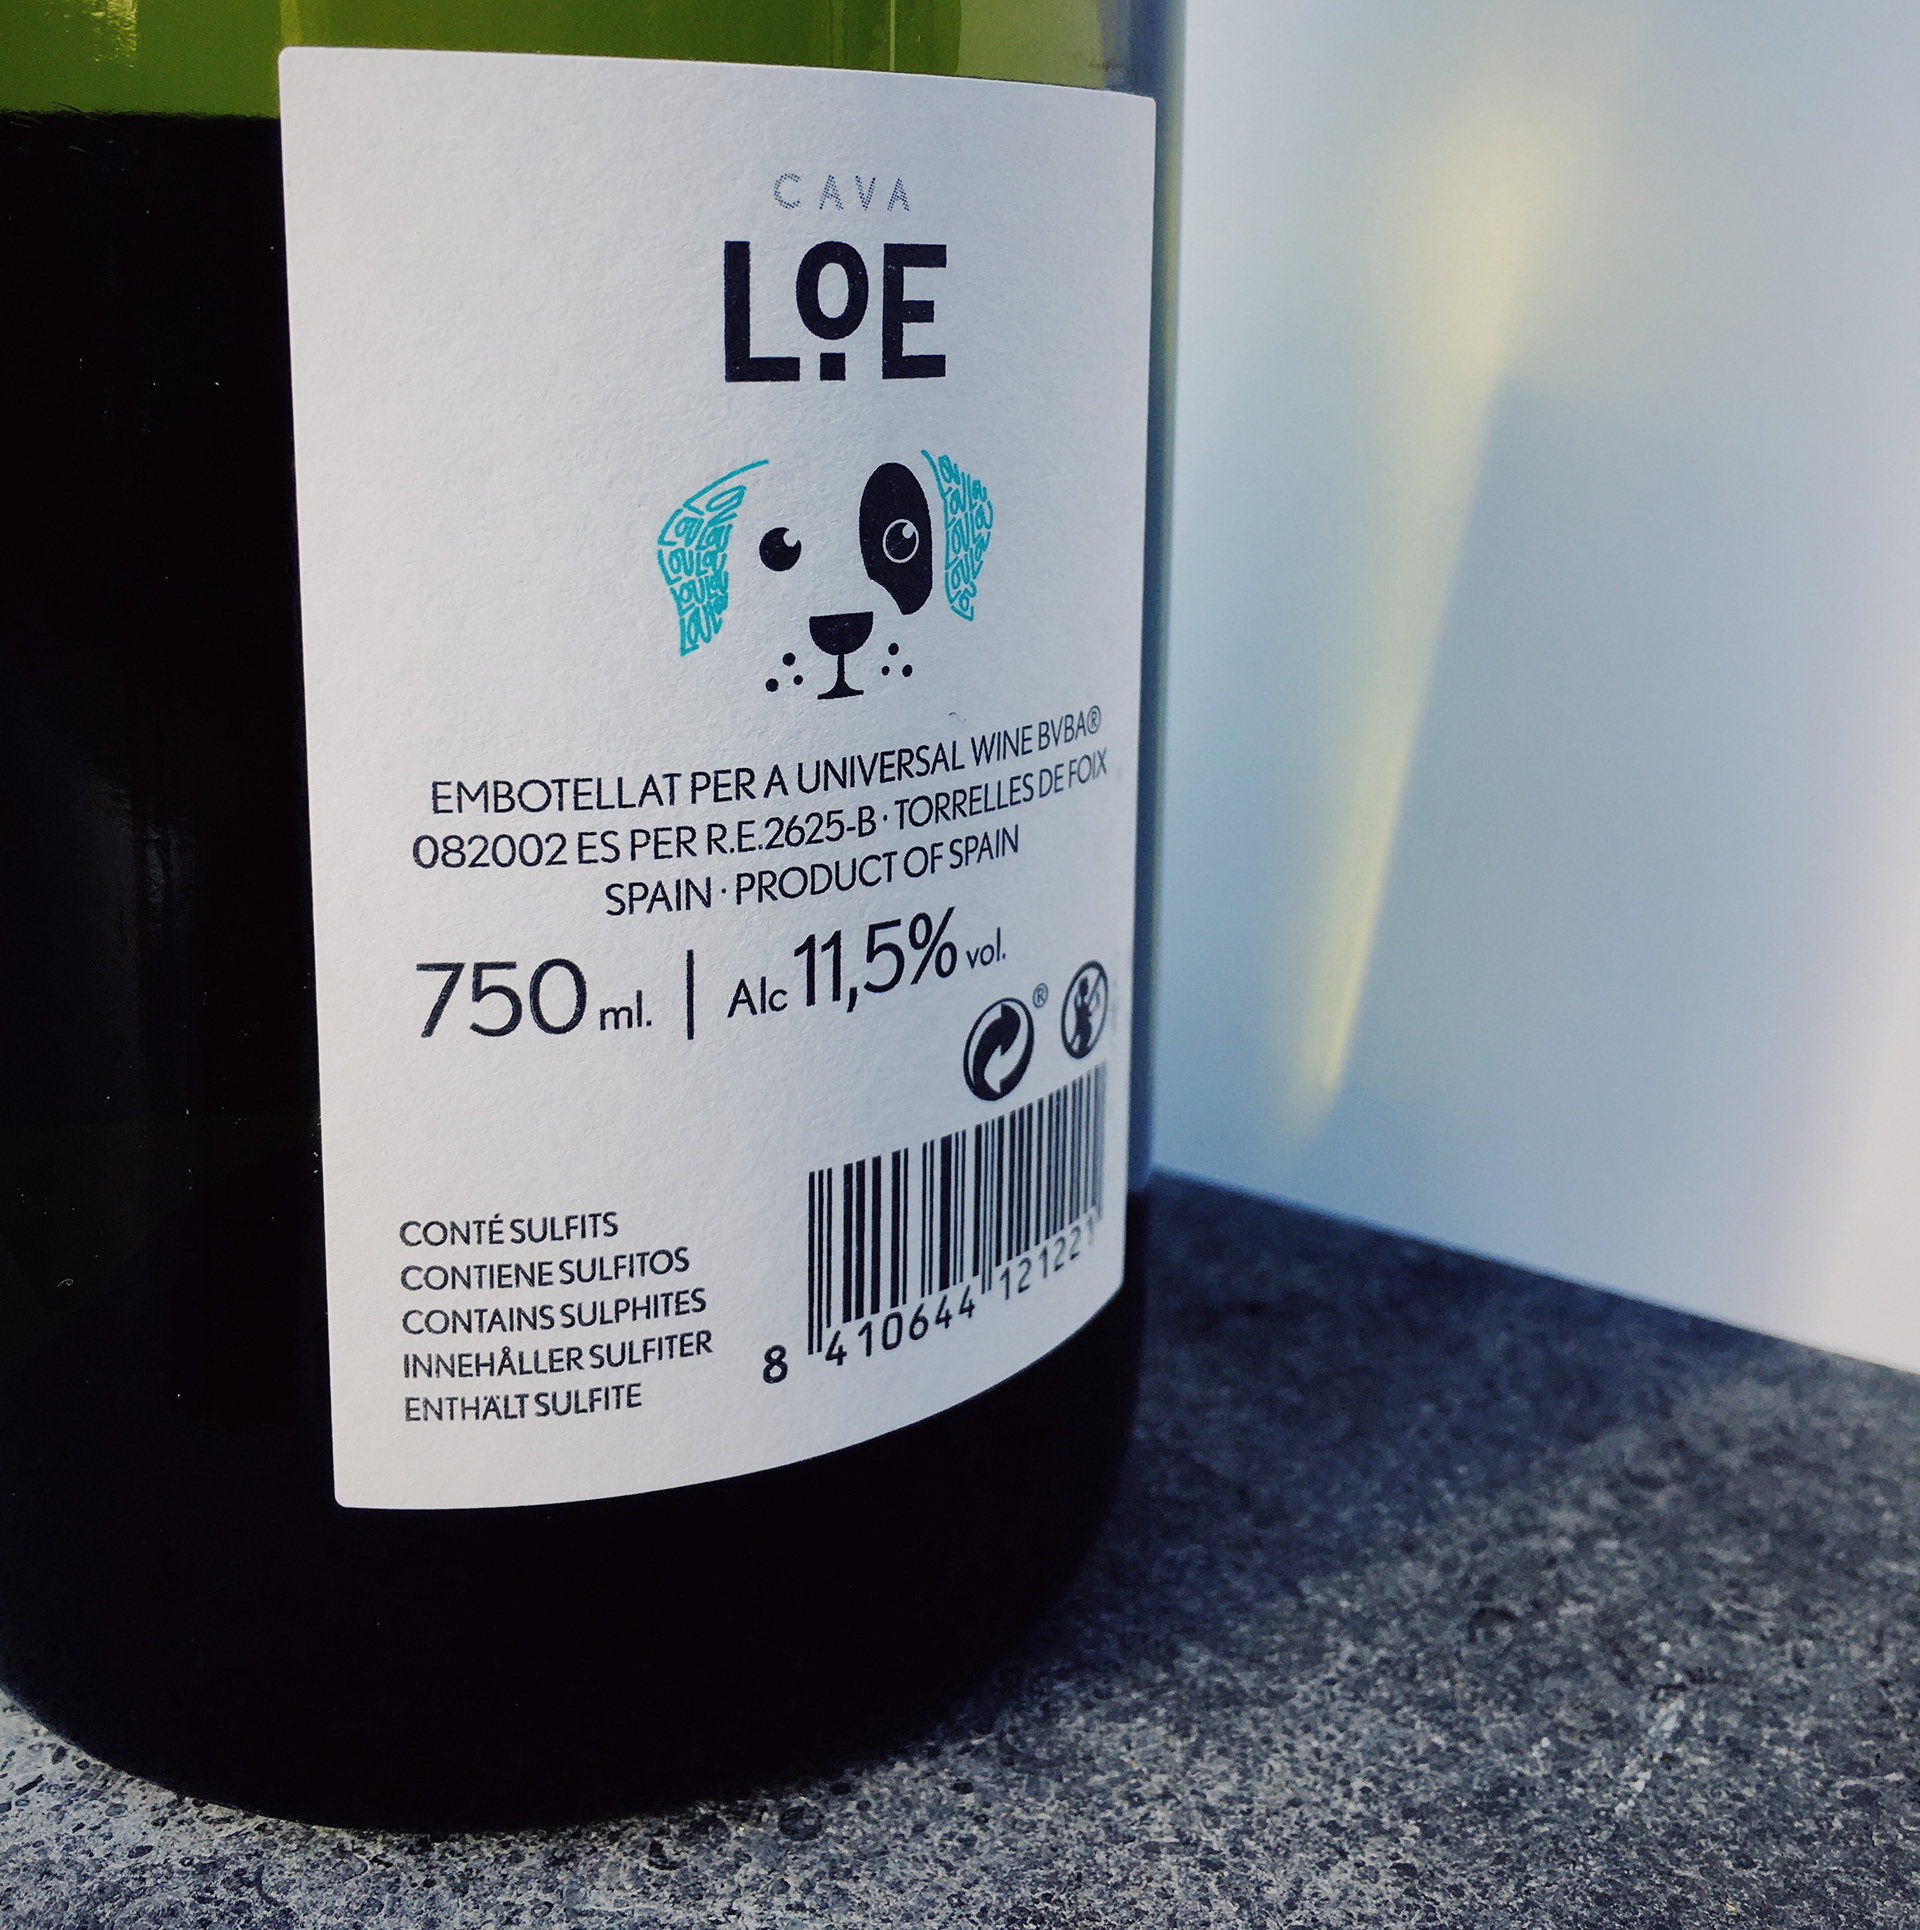 CAVA
LOE
EMBOTELLAT PER A UNIVERSAL WINE BVBA®
082002 ES PER R.E.2625-B · TORRELLES DE FOIX
SPAIN · PRODUCT OF SPAIN
750 ml. | Alc 11,5% vol.
®
CONTÉ SULFITS
CONTIENE SULFITOS
CONTAINS SULPHITES
INNEHÅLLER SULFITER
ENTHÄLT SULFITE
8 410644 121221